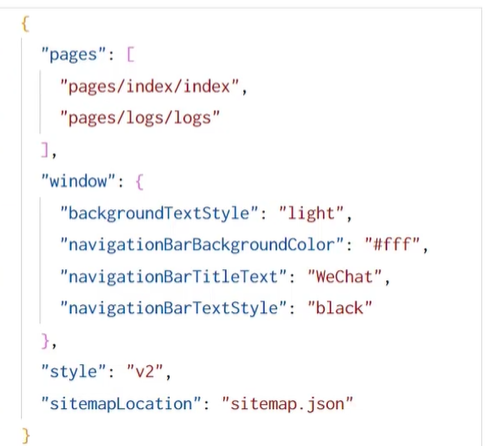 {
"pages": [
"pages/index/index",
"pages/logs/logs"
],
"window": {
"backgroundTextStyle": "light",
"navigationBarBackgroundColor": "#fff",
"navigationBarTitleText": "WeChat",
"navigationBarTextStyle": "black"
},
"style": "v2",
"sitemapLocation": "sitemap.json"
}